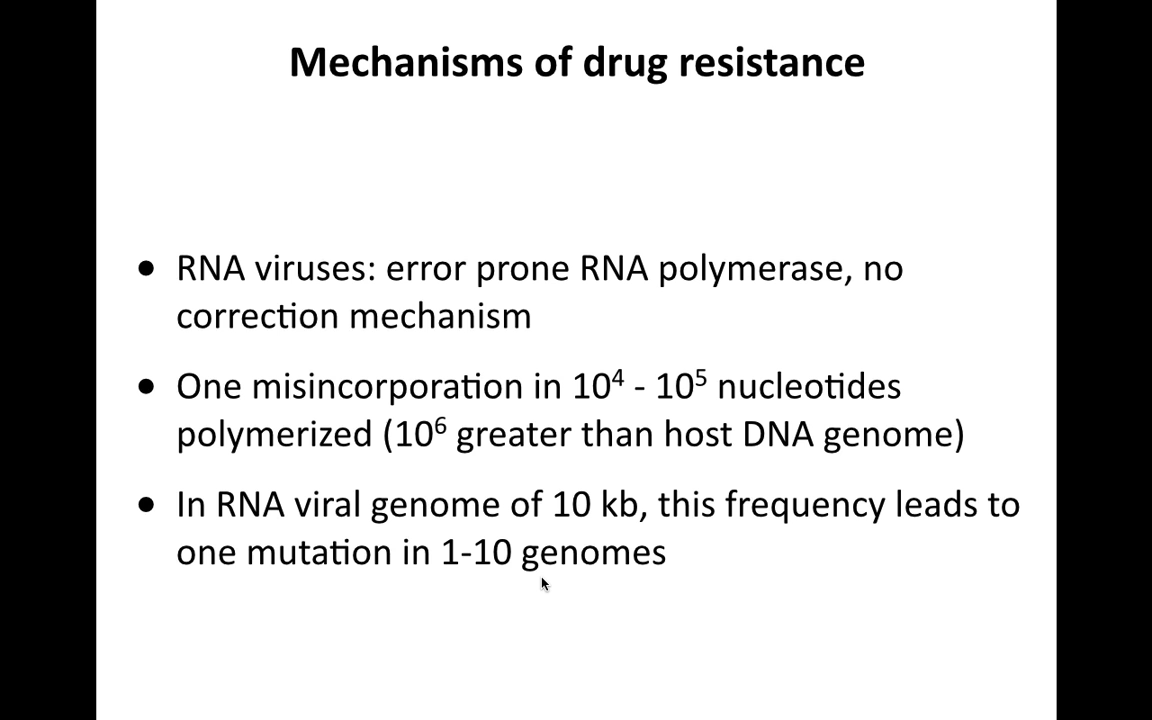 Mechanisms of drug resistance
● RNA viruses: error prone RNA polymerase, no
correction mechanism
● One misincorporation in 10⁴ - 10⁵ nucleotides
polymerized (10⁶ greater than host DNA genome)
● In RNA viral genome of 10 kb, this frequency leads to
one mutation in 1-10 genomes